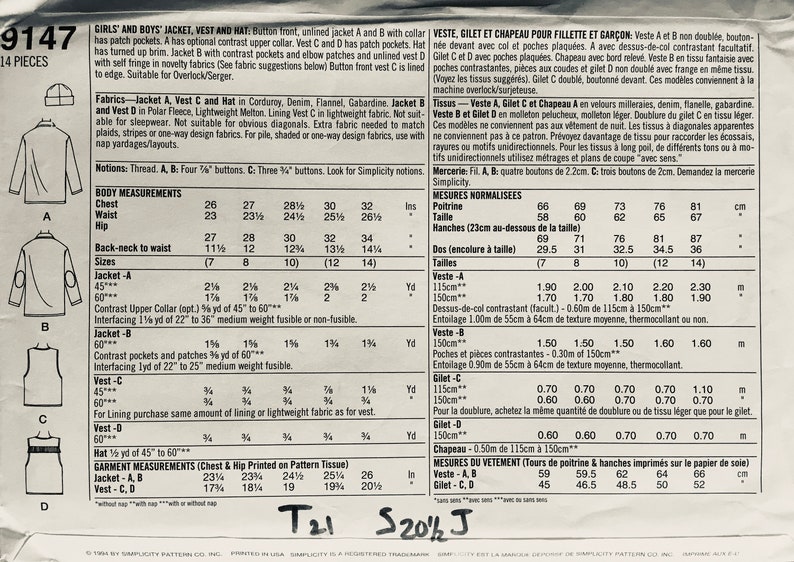 9147
14 PIECES
A
B
C
D
GIRLS' AND BOYS' JACKET, VEST AND HAT: Button front, unlined jacket A and B with collar
has patch pockets. A has optional contrast upper collar. Vest C and D has patch pockets. Hat
has turned up brim. Jacket B with contrast pockets and elbow patches and unlined vest D
with self fringe in novelty fabrics (See fabric suggestions below) Button front vest C is lined
to edge. Suitable for Overlock/Serger.
Fabrics—Jacket A, Vest C and Hat in Corduroy, Denim, Flannel, Gabardine. Jacket B
and Vest D in Polar Fleece, Lightweight Melton. Lining Vest C in lightweight fabric. Not suit-
able for sleepwear. Not suitable for obvious diagonals. Extra fabric needed to match
plaids, stripes or one-way design fabrics. For pile, shaded or one-way design fabrics, use with
nap yardages/layouts.
Notions: Thread. A, B: Four ⅞" buttons. C: Three ¾" buttons. Look for Simplicity notions.
BODY MEASUREMENTS
Chest 26 27 28½ 30 32 Ins
Waist 23 23½ 24½ 25½ 26½ "
Hip
27 28 30 32 34 "
Back-neck to waist 11½ 12 12¾ 13½ 14¼ "
Sizes (7 8 10) (12 14)
Jacket -A
45"** 2⅛ 2⅛ 2¼ 2⅜ 2½ Yd
60"** 1⅞ 1⅞ 1⅞ 2 2 "
Contrast Upper Collar (opt.) ⅝ yd of 45" to 60"**
Interfacing 1⅛ yd of 22" to 36" medium weight fusible or non-fusible.
Jacket -B
60"** 1⅝ 1⅝ 1⅝ 1¾ 1¾ Yd
Contrast pockets and patches ⅜ yd of 60"**
Interfacing 1yd of 22" to 25" medium weight fusible.
Vest -C
45"** ¾ ¾ ¾ ⅞ 1⅛ Yd
60"** ¾ ¾ ¾ ¾ ¾ "
For Lining purchase same amount of lining or lightweight fabric as for vest.
Vest -D
60"** ¾ ¾ ¾ ¾ ¾ Yd
Hat ½ yd of 45" to 60"**
GARMENT MEASUREMENTS (Chest & Hip Printed on Pattern Tissue)
Jacket - A, B 23¼ 23¾ 24½ 25¼ 26 In
Vest - C, D 17¾ 18¼ 19 19¾ 20½ "
*without nap **with nap ***with or without nap
VESTE, GILET ET CHAPEAU POUR FILLETTE ET GARÇON: Veste A et B non doublée, bouton-
née devant avec col et poches plaquées. A avec dessus-de-col contrastant facultatif.
Gilet C et D avec poches plaquées. Chapeau avec bord relevé. Veste B en tissu fantaisie avec
poches contrastantes, pièces aux coudes et gilet D non doublé avec frange en même tissu.
(Voyez les tissus suggérés). Gilet C doublé, boutonné devant. Ces modèles conviennent à la
machine overlock/surjeteuse.
Tissus — Veste A, Gilet C et Chapeau A en velours milleraies, denim, flanelle, gabardine.
Veste B et Gilet D en molleton pelucheux, molleton léger. Doublure du gilet C en tissu léger.
Ces modèles ne conviennent pas aux vêtement de nuit. Les tissus à diagonales apparentes
ne conviennent pas à ce patron. Prévoyez davantage de tissu pour raccorder les écossais,
rayures ou motifs unidirectionnels. Pour les tissus à long poil, de différents tons ou à mo-
tifs unidirectionnels utilisez métrages et plans de coupe "avec sens."
Mercerie: Fil. A, B: quatre boutons de 2.2cm. C: trois boutons de 2cm. Demandez la mercerie
Simplicity.
MESURES NORMALISEES
Poitrine 66 69 73 76 81 cm
Taille 58 60 62 65 67 "
Hanches (23cm au-dessous de la taille)
69 71 76 81 87 "
Dos (encolure à taille) 29.5 31 32.5 34.5 36 "
Tailles (7 8 10) (12 14)
Veste -A
115cm** 1.90 2.00 2.10 2.20 2.30 m
150cm** 1.70 1.70 1.80 1.80 1.90 "
Dessus-de-col contrastant (facult.) - 0.60m de 115cm à 150cm**
Entoilage 1.00m de 55cm à 64cm de texture moyenne, thermocollant ou non.
Veste -B
150cm** 1.50 1.50 1.50 1.60 1.60 m
Poches et pièces contrastantes - 0.30m of 150cm**
Entoilage 0.90m de 55cm à 64cm de texture moyenne, thermocollant.
Gilet -C
115cm** 0.70 0.70 0.70 0.70 1.10 m
150cm** 0.60 0.60 0.70 0.70 0.70 "
Pour la doublure, achetez la même quantité de doublure ou de tissu léger que pour le gilet.
Gilet -D
150cm** 0.60 0.60 0.70 0.70 0.70 m
Chapeau - 0.50m de 115cm à 150cm**
MESURES DU VETEMENT (Tours de poitrine & hanches imprimés sur le papier de soie)
Veste - A, B 59 59.5 62 64 66 cm
Gilet - C, D 45 46.5 48.5 50 52 "
*sans sens **avec sens ***avec ou sans sens
T21 S20½ J
© 1994 BY SIMPLICITY PATTERN CO. INC. PRINTED IN USA SIMPLICITY IS A REGISTERED TRADEMARK SIMPLICITY EST LA MARQUE DEPOSEE DE SIMPLICITY PATTERN CO. INC. IMPRIME AUX E-U